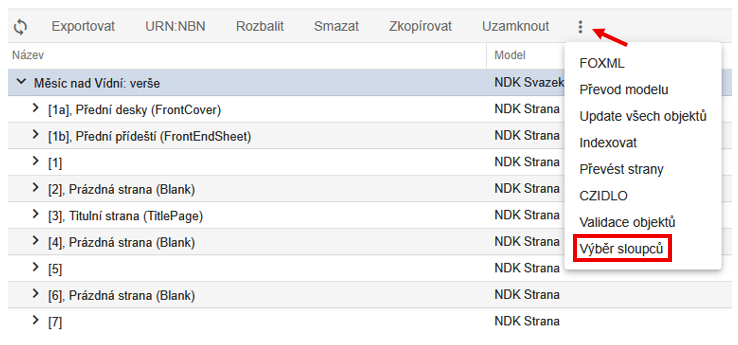 Exportovat URN:NBN Rozbalit Smazat Zkopírovat Uzamknout
Název Model
Měsíc nad Vídní: verše NDK Svazek
[1a], Přední desky (FrontCover) NDK Strana
[1b], Přední přídeští (FrontEndSheet) NDK Strana
[1] NDK Strana
[2], Prázdná strana (Blank) NDK Strana
[3], Titulní strana (TitlePage) NDK Strana
[4], Prázdná strana (Blank) NDK Strana
[5] NDK Strana
[6], Prázdná strana (Blank) NDK Strana
[7] NDK Strana
FOXML
Převod modelu
Update všech objektů
Indexovat
Převést strany
CZIDLO
Validace objektů
Výběr sloupců